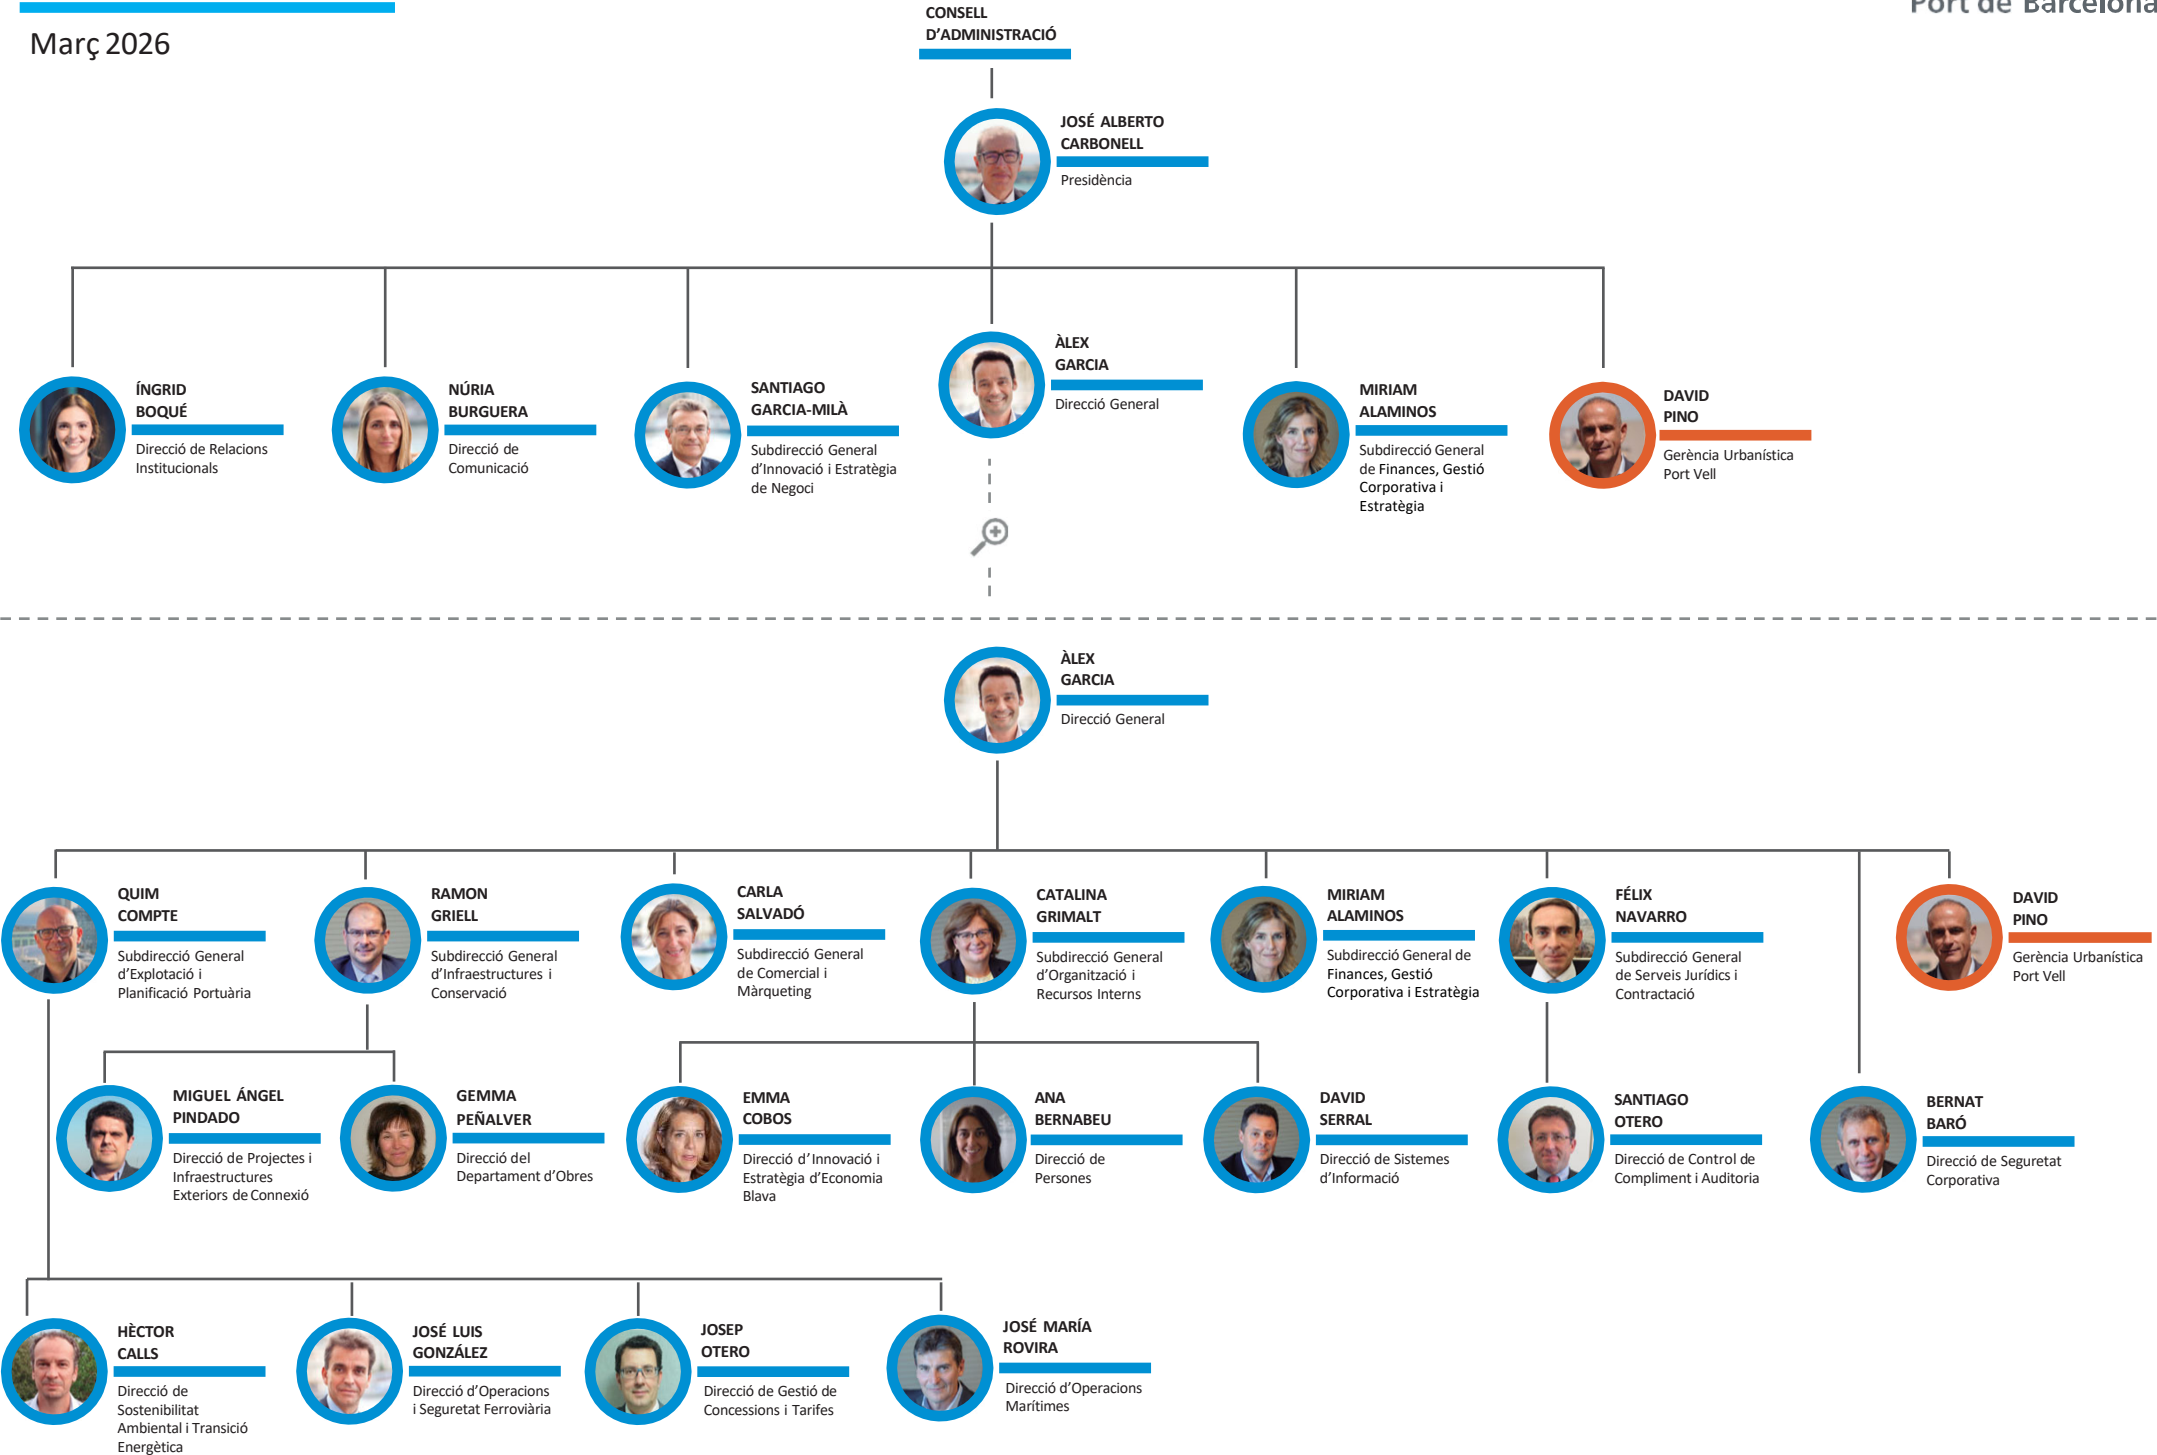 Port de Barcelona
Març 2026
CONSELL
D'ADMINISTRACIÓ
JOSÉ ALBERTO
CARBONELL
Presidència
ÍNGRID
BOQUÉ
Direcció de Relacions
Institucionals
NÚRIA
BURGUERA
Direcció de
Comunicació
SANTIAGO
GARCIA-MILÀ
Subdirecció General
d'Innovació i Estratègia
de Negoci
ÀLEX
GARCIA
Direcció General
MIRIAM
ALAMINOS
Subdirecció General
de Finances, Gestió
Corporativa i
Estratègia
DAVID
PINO
Gerència Urbanística
Port Vell
ÀLEX
GARCIA
Direcció General
QUIM
COMPTE
Subdirecció General
d'Explotació i
Planificació Portuària
RAMON
GRIELL
Subdirecció General
d'Infraestructures i
Conservació
CARLA
SALVADÓ
Subdirecció General
de Comercial i
Màrqueting
CATALINA
GRIMALT
Subdirecció General
d'Organització i
Recursos Interns
MIRIAM
ALAMINOS
Subdirecció General de
Finances, Gestió
Corporativa i Estratègia
FÉLIX
NAVARRO
Subdirecció General
de Serveis Jurídics i
Contractació
DAVID
PINO
Gerència Urbanística
Port Vell
MIGUEL ÁNGEL
PINDADO
Direcció de Projectes i
Infraestructures
Exteriors de Connexió
GEMMA
PEÑALVER
Direcció del
Departament d'Obres
EMMA
COBOS
Direcció d'Innovació i
Estratègia d'Economia
Blava
ANA
BERNABEU
Direcció de
Persones
DAVID
SERRAL
Direcció de Sistemes
d'Informació
SANTIAGO
OTERO
Direcció de Control de
Compliment i Auditoria
BERNAT
BARÓ
Direcció de Seguretat
Corporativa
HÈCTOR
CALLS
Direcció de
Sostenibilitat
Ambiental i Transició
Energètica
JOSÉ LUIS
GONZÁLEZ
Direcció d'Operacions
i Seguretat Ferroviària
JOSEP
OTERO
Direcció de Gestió de
Concessions i Tarifes
JOSÉ MARÍA
ROVIRA
Direcció d'Operacions
Marítimes